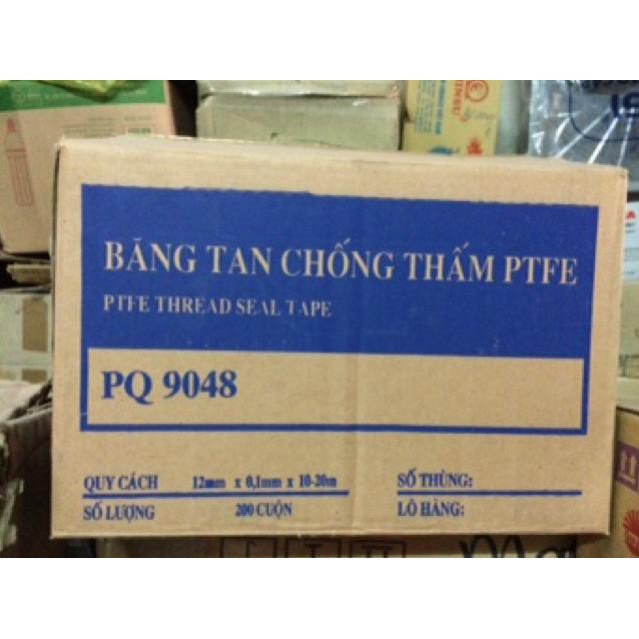 BĂNG TAN CHỐNG THẤM PTFE
PTFE THREAD SEAL TAPE
PQ 9048
QUY CÁCH 12mm x 0,1mm x 10-20m
SỐ THÙNG:
SỐ LƯỢNG 200 CUỘN
LÔ HÀNG: